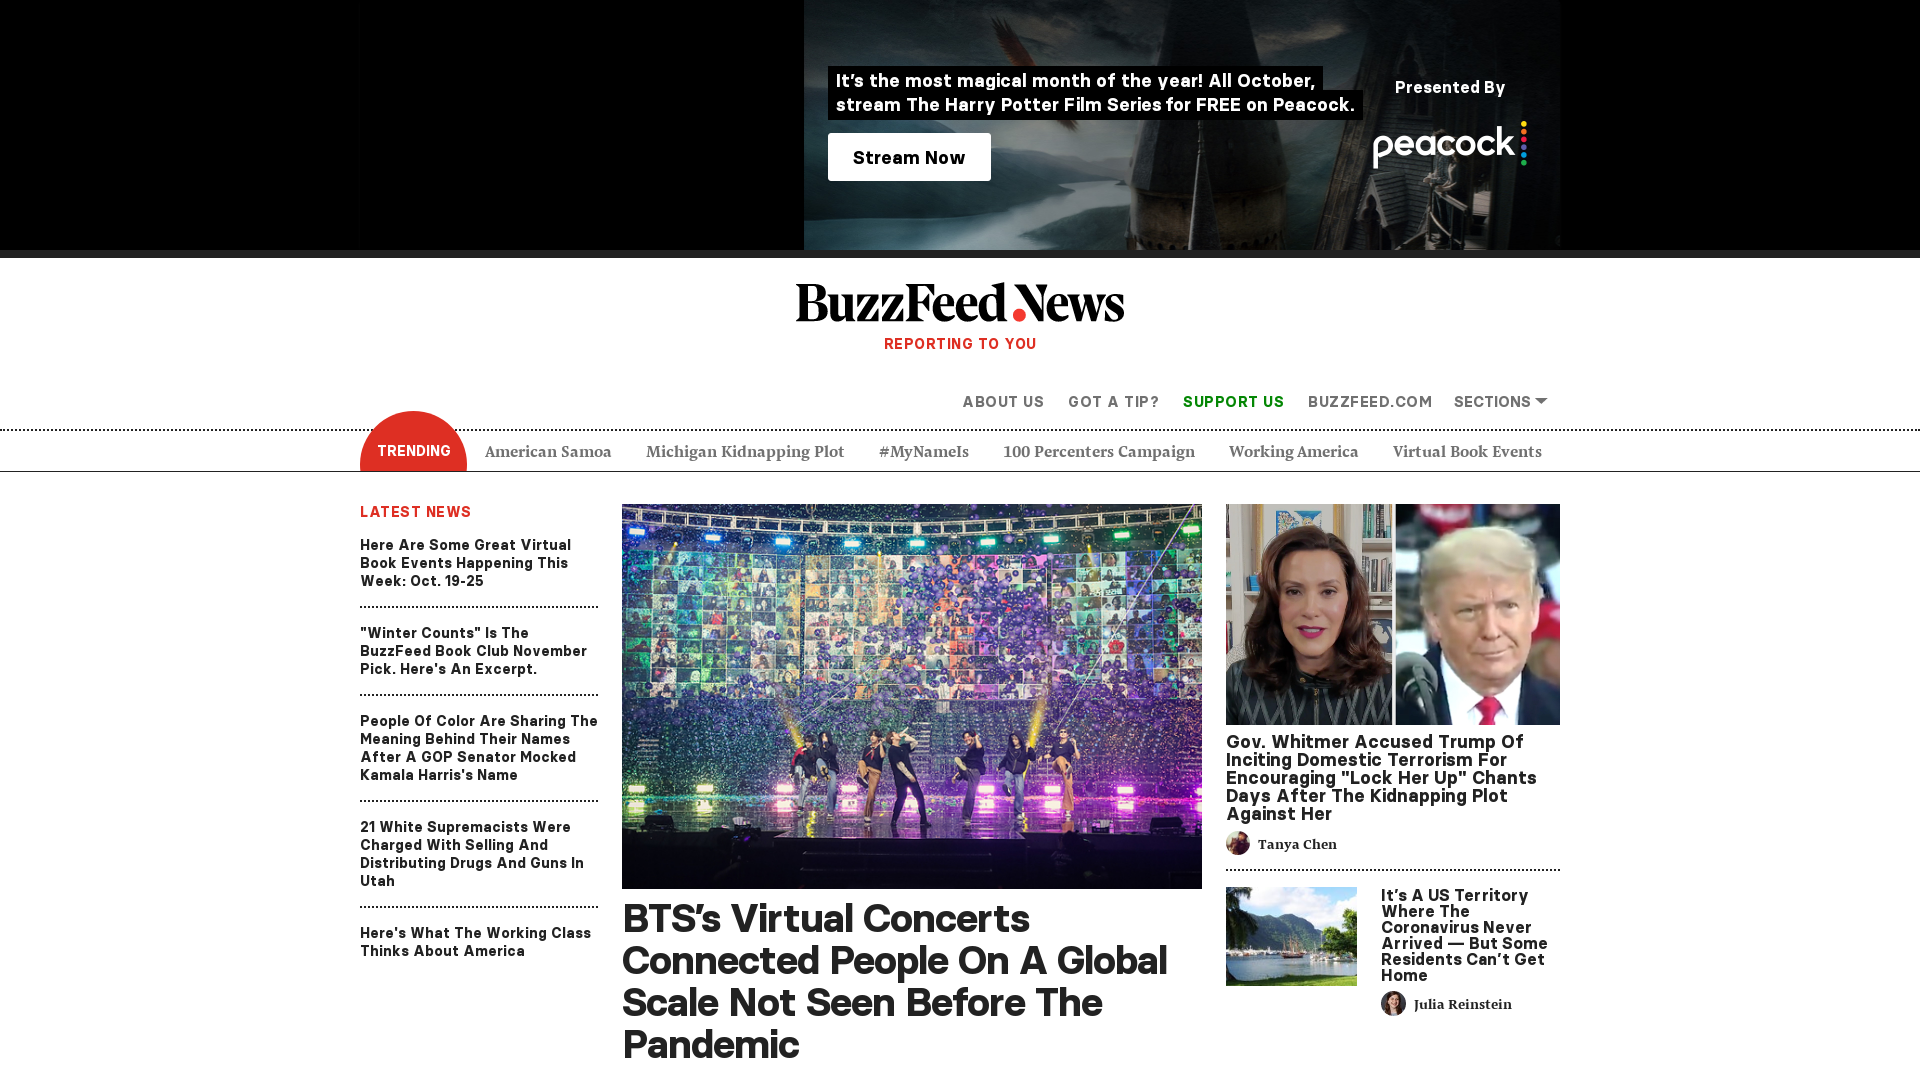 It’s the most magical month of the year! All October,
stream The Harry Potter Film Series for FREE on Peacock.
Stream Now
Presented By
peacock
BuzzFeed News
REPORTING TO YOU
ABOUT US
GOT A TIP?
SUPPORT US
BUZZFEED.COM
SECTIONS
TRENDING
American Samoa
Michigan Kidnapping Plot
#MyNameIs
100 Percenters Campaign
Working America
Virtual Book Events
LATEST NEWS
Here Are Some Great Virtual
Book Events Happening This
Week: Oct. 19-25
"Winter Counts" Is The
BuzzFeed Book Club November
Pick. Here's An Excerpt.
People Of Color Are Sharing The
Meaning Behind Their Names
After A GOP Senator Mocked
Kamala Harris's Name
21 White Supremacists Were
Charged With Selling And
Distributing Drugs And Guns In
Utah
Here's What The Working Class
Thinks About America
BTS’s Virtual Concerts
Connected People On A Global
Scale Not Seen Before The
Pandemic
Gov. Whitmer Accused Trump Of
Inciting Domestic Terrorism For
Encouraging "Lock Her Up" Chants
Days After The Kidnapping Plot
Against Her
Tanya Chen
It’s A US Territory
Where The
Coronavirus Never
Arrived — But Some
Residents Can’t Get
Home
Julia Reinstein